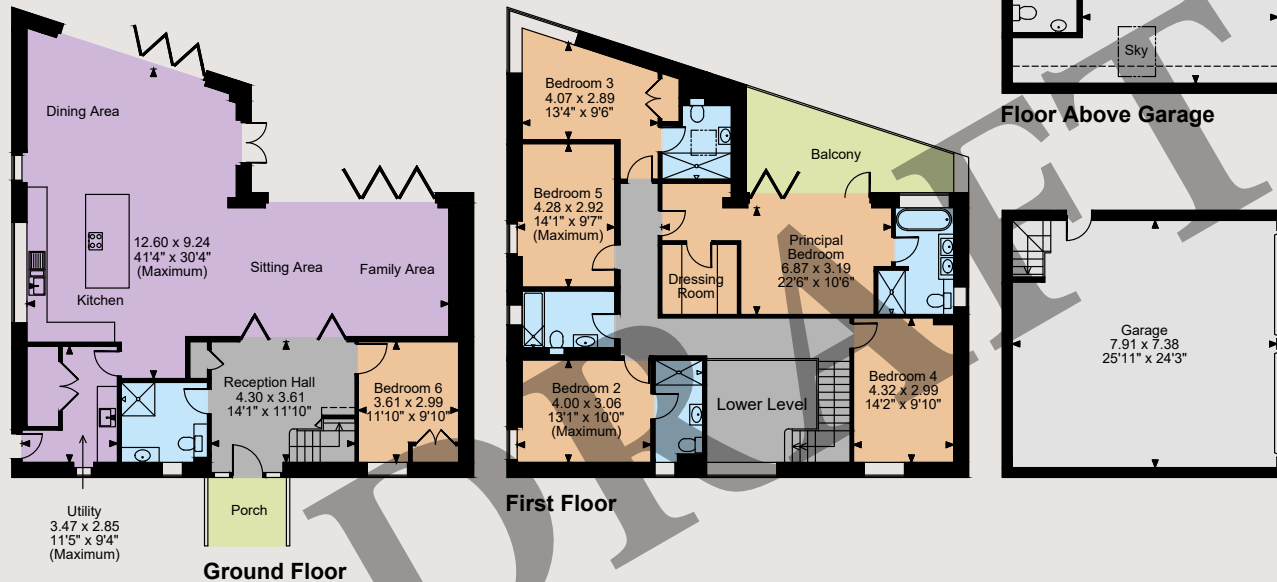 Dining Area
12.60 x 9.24
41'4" x 30'4"
(Maximum)
Kitchen
Sitting Area
Family Area
Reception Hall
4.30 x 3.61
14'1" x 11'10"
Bedroom 6
3.61 x 2.99
11'10" x 9'10"
Utility
3.47 x 2.85
11'5" x 9'4"
(Maximum)
Porch
Ground Floor
Bedroom 3
4.07 x 2.89
13'4" x 9'6"
Balcony
Bedroom 5
4.28 x 2.92
14'1" x 9'7"
(Maximum)
Principal
Bedroom
6.87 x 3.19
22'6" x 10'6"
Dressing
Room
Bedroom 2
4.00 x 3.06
13'1" x 10'0"
(Maximum)
Lower Level
Bedroom 4
4.32 x 2.99
14'2" x 9'10"
First Floor
Sky
Floor Above Garage
Garage
7.91 x 7.38
25'11" x 24'3"
DRAFT